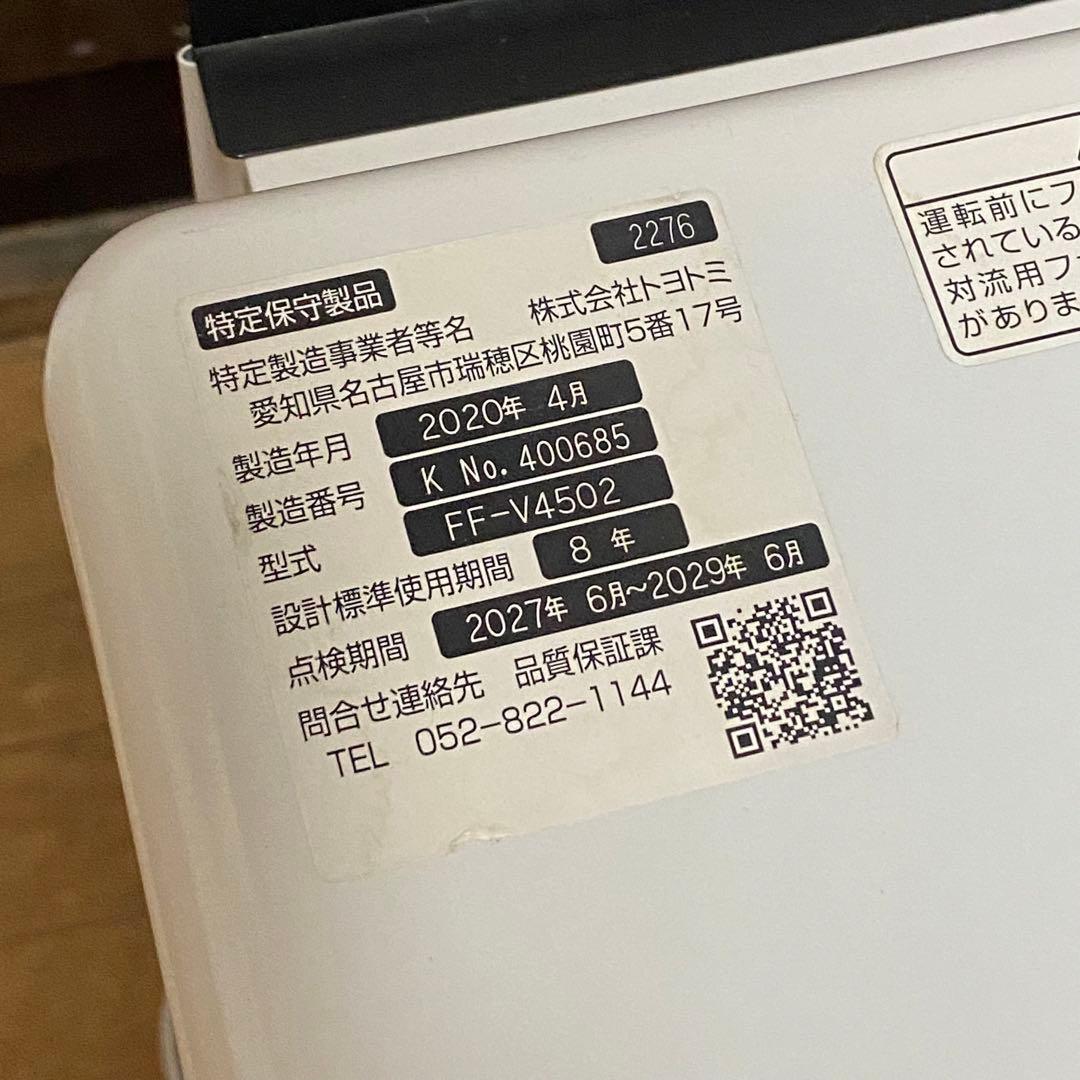 2276
特定保守製品
特定製造事業者等名 株式会社トヨトミ
愛知県名古屋市瑞穂区桃園町5番17号
製造年月 2020年 4月
製造番号 K No.400685
型式 FF-V4502
設計標準使用期間 8 年
点検期間 2027年 6月~2029年 6月
問合せ連絡先 品質保証課
TEL 052-822-1144
運転前にフ
されている
対流用ファ
がありま